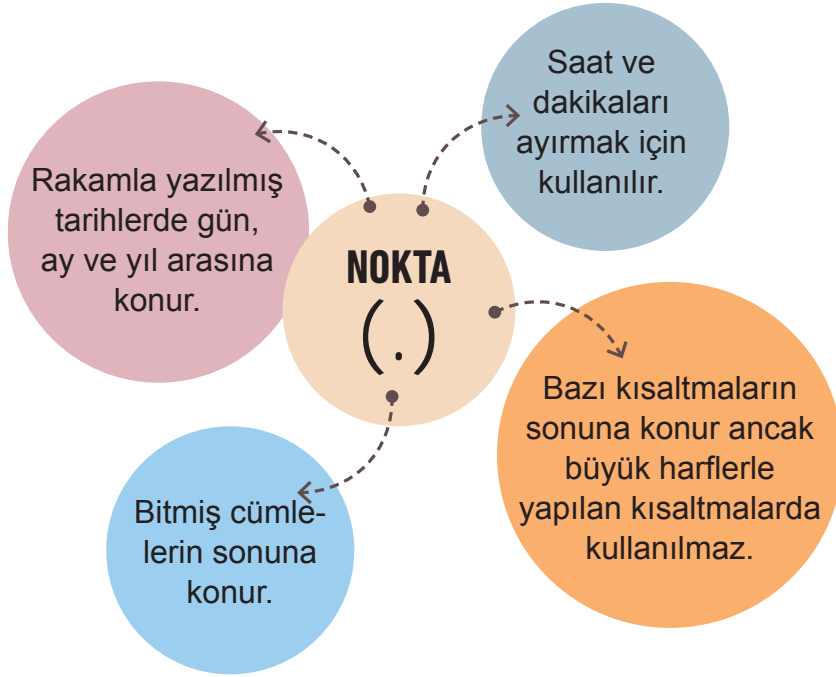 NOKTA
(.)
Rakamla yazılmış
tarihlerde gün,
ay ve yıl arasına
konur.
Saat ve
dakikaları
ayırmak için
kullanılır.
Bazı kısaltmaların
sonuna konur ancak
büyük harflerle
yapılan kısaltmalarda
kullanılmaz.
Bitmiş cümle-
lerin sonuna
konur.